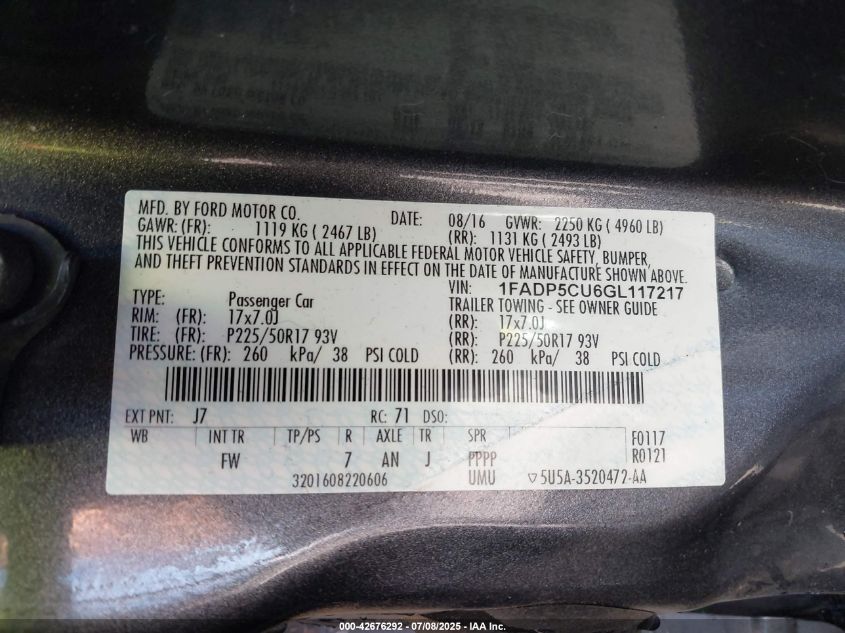 MFD. BY FORD MOTOR CO. DATE: 08/16 GVWR: 2250 KG ( 4960 LB)
GAWR: (FR): 1119 KG ( 2467 LB) (RR): 1131 KG ( 2493 LB)
THIS VEHICLE CONFORMS TO ALL APPLICABLE FEDERAL MOTOR VEHICLE SAFETY, BUMPER,
AND THEFT PREVENTION STANDARDS IN EFFECT ON THE DATE OF MANUFACTURE SHOWN ABOVE.
VIN: 1FADP5CU6GL117217
TYPE: Passenger Car TRAILER TOWING - SEE OWNER GUIDE
RIM: (FR): 17x7.0J (RR): 17x7.0J
TIRE: (FR): P225/50R17 93V (RR): P225/50R17 93V
PRESSURE: (FR): 260 kPa/ 38 PSI COLD (RR): 260 kPa/ 38 PSI COLD
EXT PNT: J7 RC: 71 DSO:
WB INT TR TP/PS R AXLE TR SPR F0117
FW 7 AN J PPPP R0121
3201608220606 UMU ▽5U5A-3520472-AA
000-42676292 - 07/08/2025 - IAA Inc.